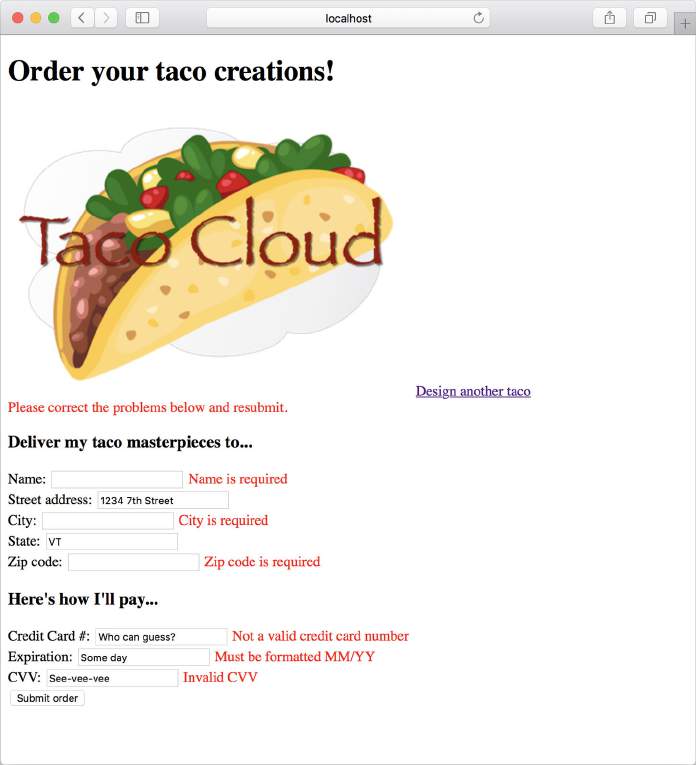 localhost
Order your taco creations!
Taco Cloud
Design another taco
Please correct the problems below and resubmit.
Deliver my taco masterpieces to...
Name: Name is required
Street address: 1234 7th Street
City: City is required
State: VT
Zip code: Zip code is required
Here's how I'll pay...
Credit Card #: Who can guess? Not a valid credit card number
Expiration: Some day Must be formatted MM/YY
CVV: See-vee-vee Invalid CVV
Submit order